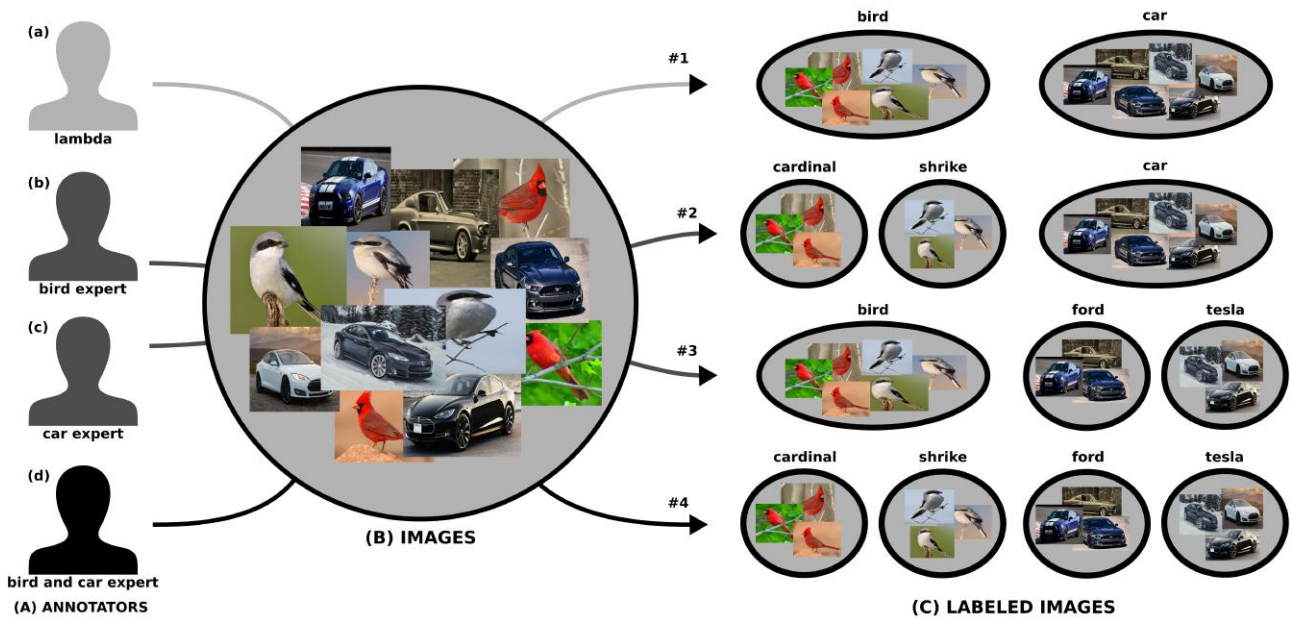 (a)
lambda
(b)
bird expert
(c)
car expert
(d)
bird and car expert
(A) ANNOTATORS
(B) IMAGES
#1
bird
car
#2
cardinal
shrike
car
#3
bird
ford
tesla
#4
cardinal
shrike
ford
tesla
(C) LABELED IMAGES